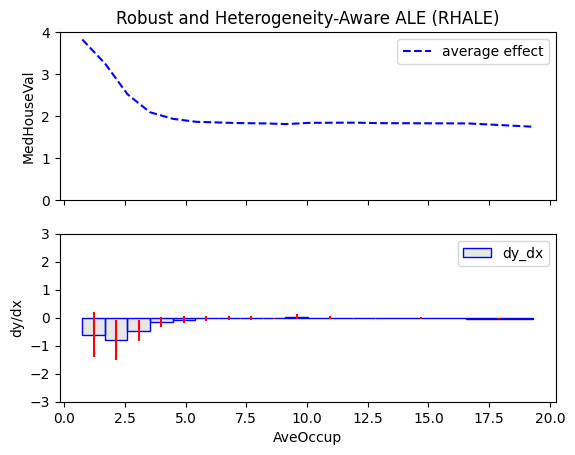 Robust and Heterogeneity-Aware ALE (RHALE)
4
3
2
1
0
MedHouseVal
average effect
3
2
1
0
−1
−2
−3
dy/dx
dy_dx
0.0 2.5 5.0 7.5 10.0 12.5 15.0 17.5 20.0
AveOccup